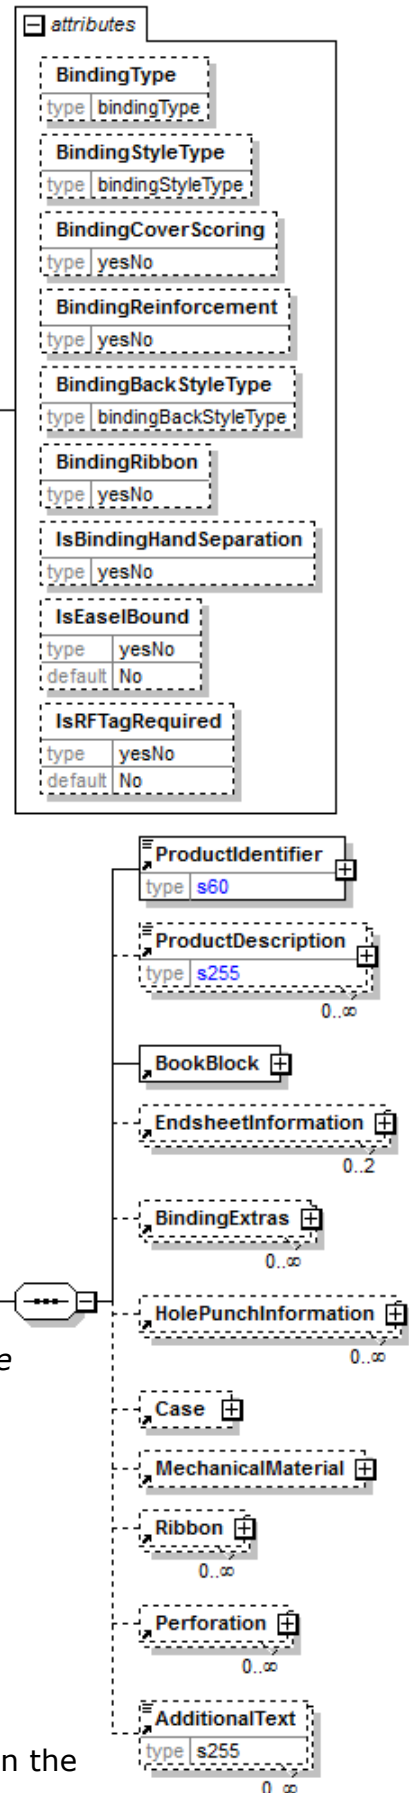 attributes
BindingType
type bindingType
BindingStyleType
type bindingStyleType
BindingCoverScoring
type yesNo
BindingReinforcement
type yesNo
BindingBackStyleType
type bindingBackStyleType
BindingRibbon
type yesNo
IsBindingHandSeparation
type yesNo
IsEaselBound
type yesNo
default No
IsRFTagRequired
type yesNo
default No
ProductIdentifier
type s60
ProductDescription
type s255
0..∞
BookBlock
EndsheetInformation
0..2
BindingExtras
0..∞
HolePunchInformation
0..∞
e
Case
MechanicalMaterial
Ribbon
0..∞
Perforation
0..∞
AdditionalText
n the
type s255
0..∞